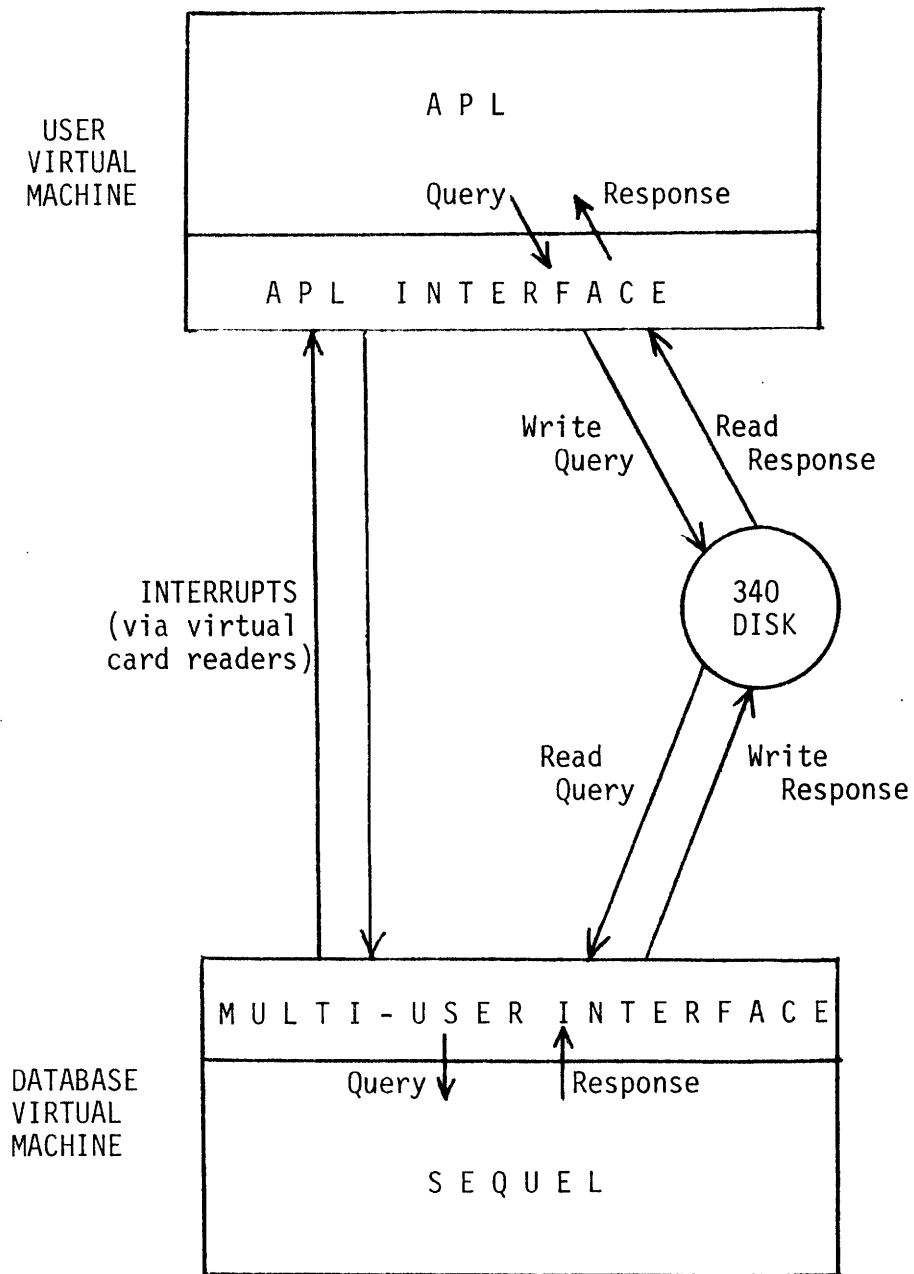 A P L
USER
VIRTUAL
MACHINE
Query
Response
A P L   I N T E R F A C E
Write
Query
Read
Response
INTERRUPTS
(via virtual
card readers)
340
DISK
Read
Query
Write
Response
M U L T I - U S E R   I N T E R F A C E
Query
Response
DATABASE
VIRTUAL
MACHINE
S E Q U E L